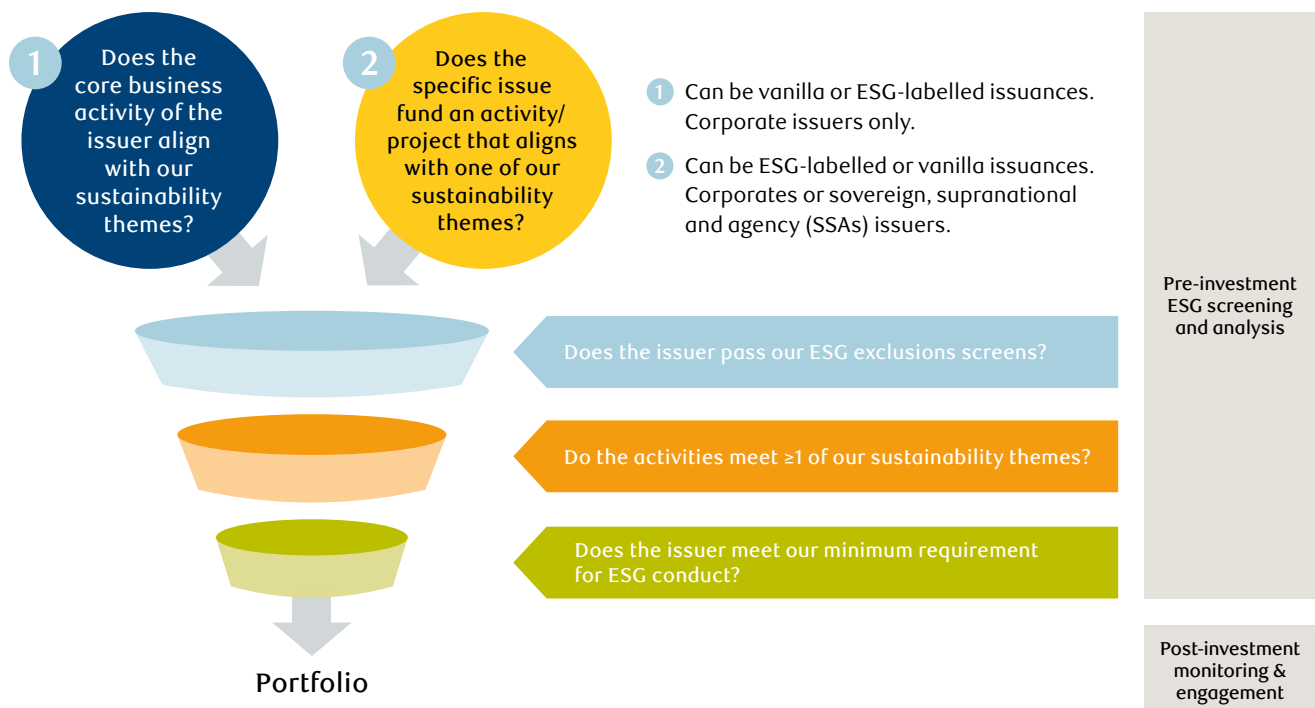 1
Does the
core business
activity of the
issuer align
with our
sustainability
themes?
2
Does the
specific issue
fund an activity/
project that aligns
with one of our
sustainability
themes?
1 Can be vanilla or ESG-labelled issuances.
Corporate issuers only.
2 Can be ESG-labelled or vanilla issuances.
Corporates or sovereign, supranational
and agency (SSAs) issuers.
Pre-investment
ESG screening
and analysis
Does the issuer pass our ESG exclusions screens?
Do the activities meet ≥1 of our sustainability themes?
Does the issuer meet our minimum requirement
for ESG conduct?
Portfolio
Post-investment
monitoring &
engagement